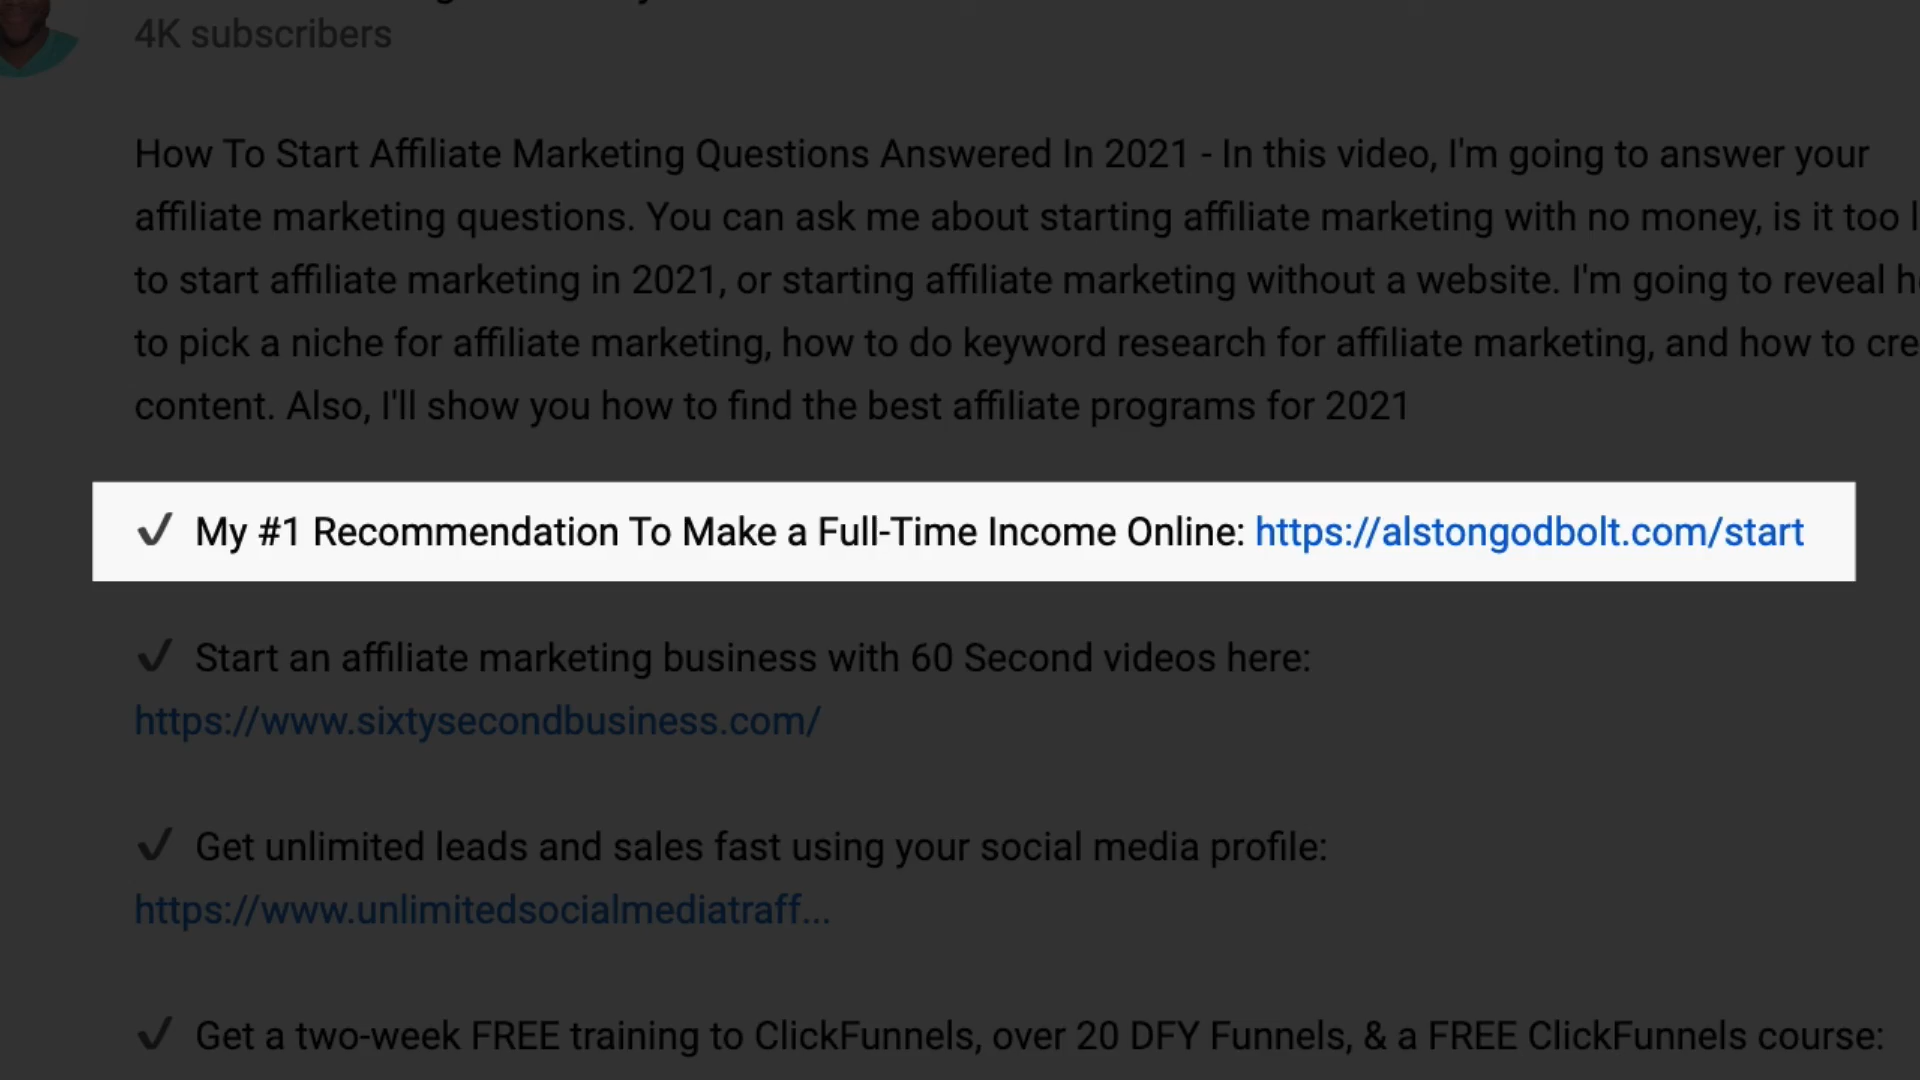 4K subscribers
How To Start Affiliate Marketing Questions Answered In 2021 - In this video, I'm going to answer your
affiliate marketing questions. You can ask me about starting affiliate marketing with no money, is it too
to start affiliate marketing in 2021, or starting affiliate marketing without a website. I'm going to reveal
to pick a niche for affiliate marketing, how to do keyword research for affiliate marketing, and how to
content. Also, I'll show you how to find the best affiliate programs for 2021
✔ My #1 Recommendation To Make a Full-Time Income Online: https://alstongodbolt.com/start
✔ Start an affiliate marketing business with 60 Second videos here:
https://www.sixtysecondbusiness.com/
✔ Get unlimited leads and sales fast using your social media profile:
https://www.unlimitedsocialmediatraff...
✔ Get a two-week FREE training to ClickFunnels, over 20 DFY Funnels, & a FREE ClickFunnels course: